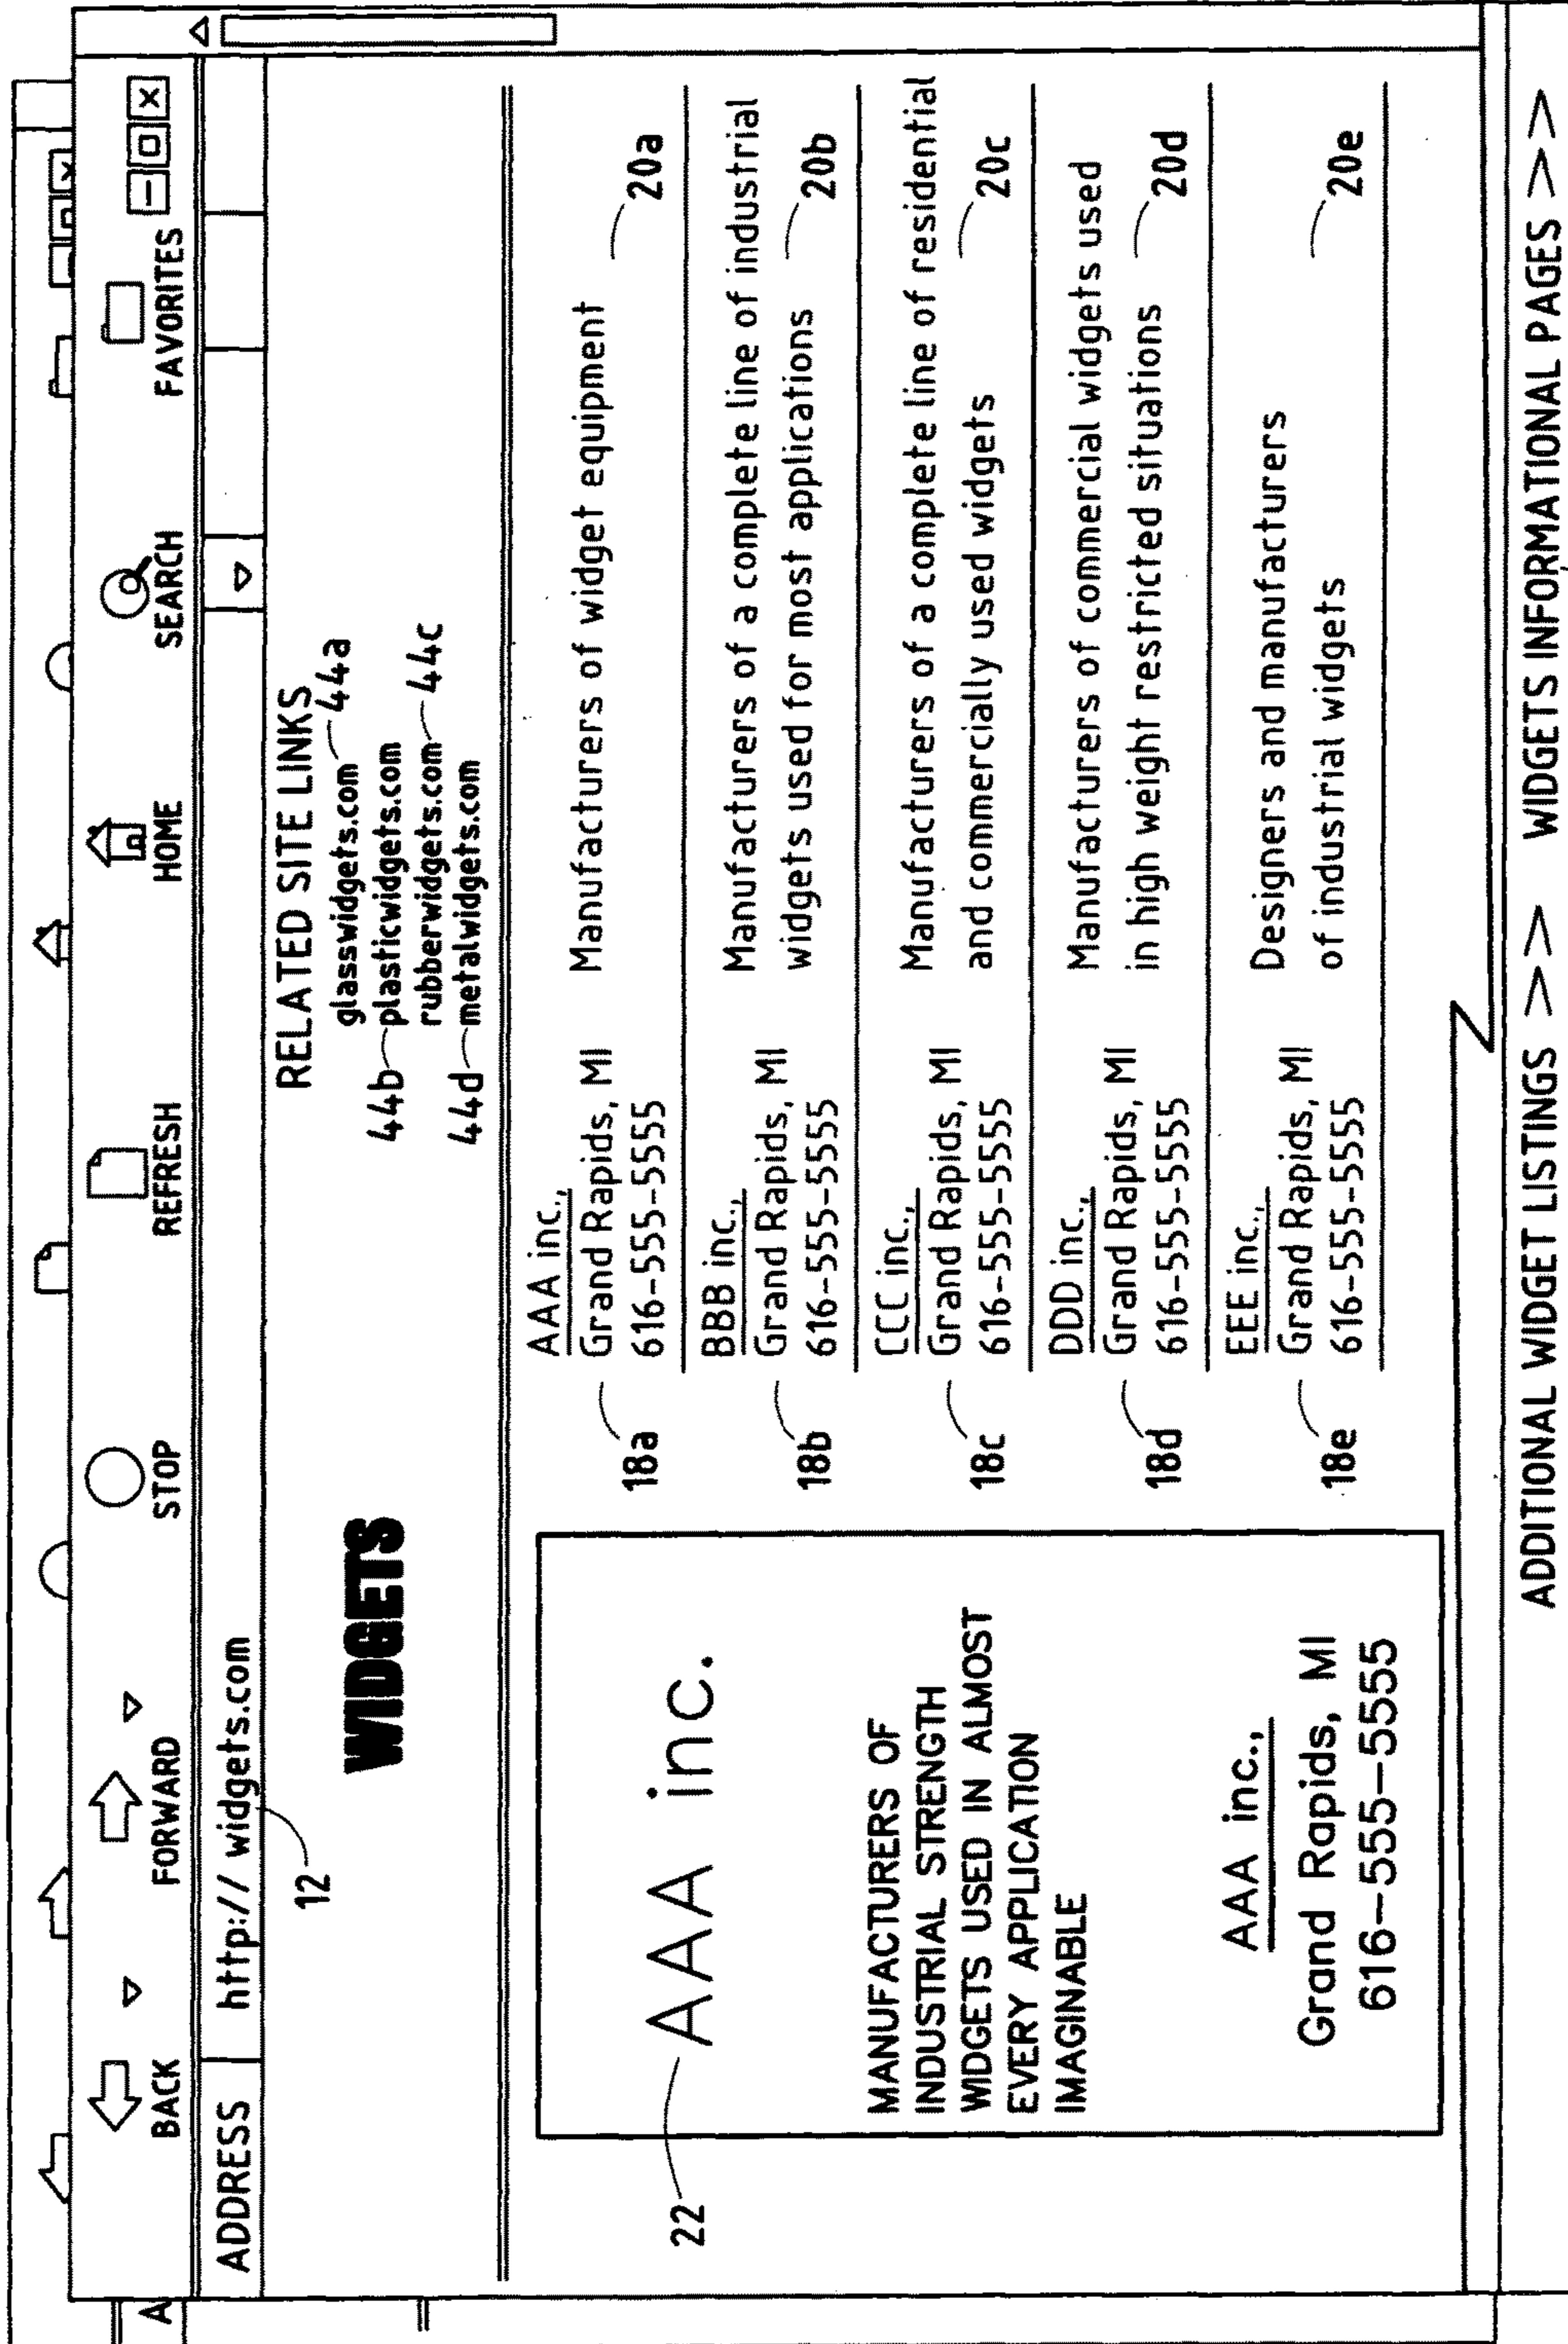 BACK FORWARD STOP REFRESH HOME SEARCH FAVORITES
A
ADDRESS http:// widgets.com
12
WIDGETS
RELATED SITE LINKS
glasswidgets.com 44a
44b plasticwidgets.com
rubberwidgets.com 44c
44d metalwidgets.com
22
AAA inc.
MANUFACTURERS OF
INDUSTRIAL STRENGTH
WIDGETS USED IN ALMOST
EVERY APPLICATION
IMAGINABLE
AAA inc.,
Grand Rapids, MI
616-555-5555
18a
AAA inc.,
Grand Rapids, MI
616-555-5555
Manufacturers of widget equipment
20a
18b
BBB inc.,
Grand Rapids, MI
616-555-5555
Manufacturers of a complete line of industrial
widgets used for most applications
20b
18c
CCC inc.,
Grand Rapids, MI
616-555-5555
Manufacturers of a complete line of residential
and commercially used widgets
20c
18d
DDD inc.,
Grand Rapids, MI
616-555-5555
Manufacturers of commercial widgets used
in high weight restricted situations
20d
18e
EEE inc.,
Grand Rapids, MI
616-555-5555
Designers and manufacturers
of industrial widgets
20e
ADDITIONAL WIDGET LISTINGS >> WIDGETS INFORMATIONAL PAGES >>